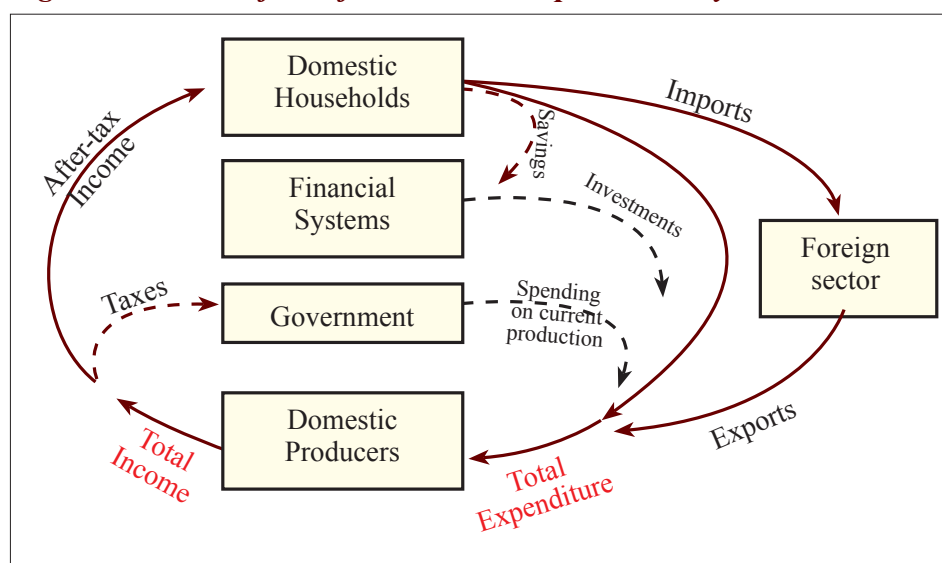 Domestic
Households
Imports
Savings
After-tax
Income
Financial
Systems
Investments
Foreign
sector
Taxes
Government
Spending
on current
production
Domestic
Producers
Exports
Total
Income
Total
Expenditure